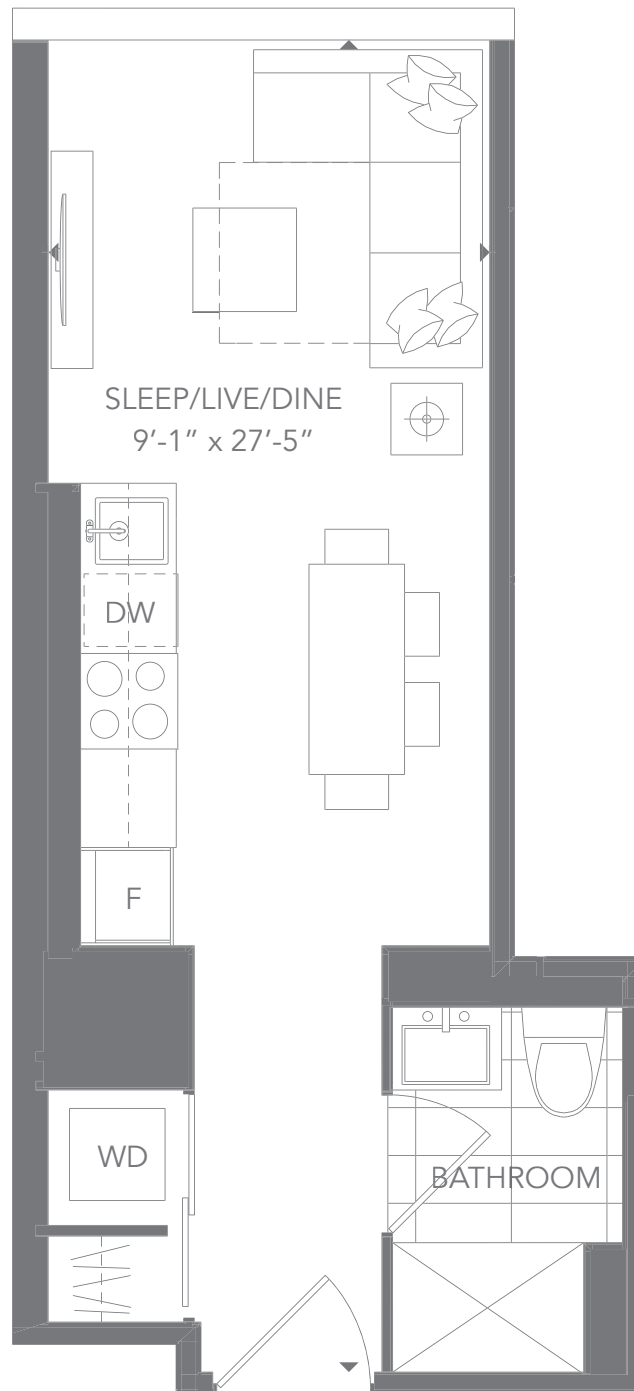 SLEEP/LIVE/DINE
9’-1” x 27’-5”
DW
F
WD
BATHROOM